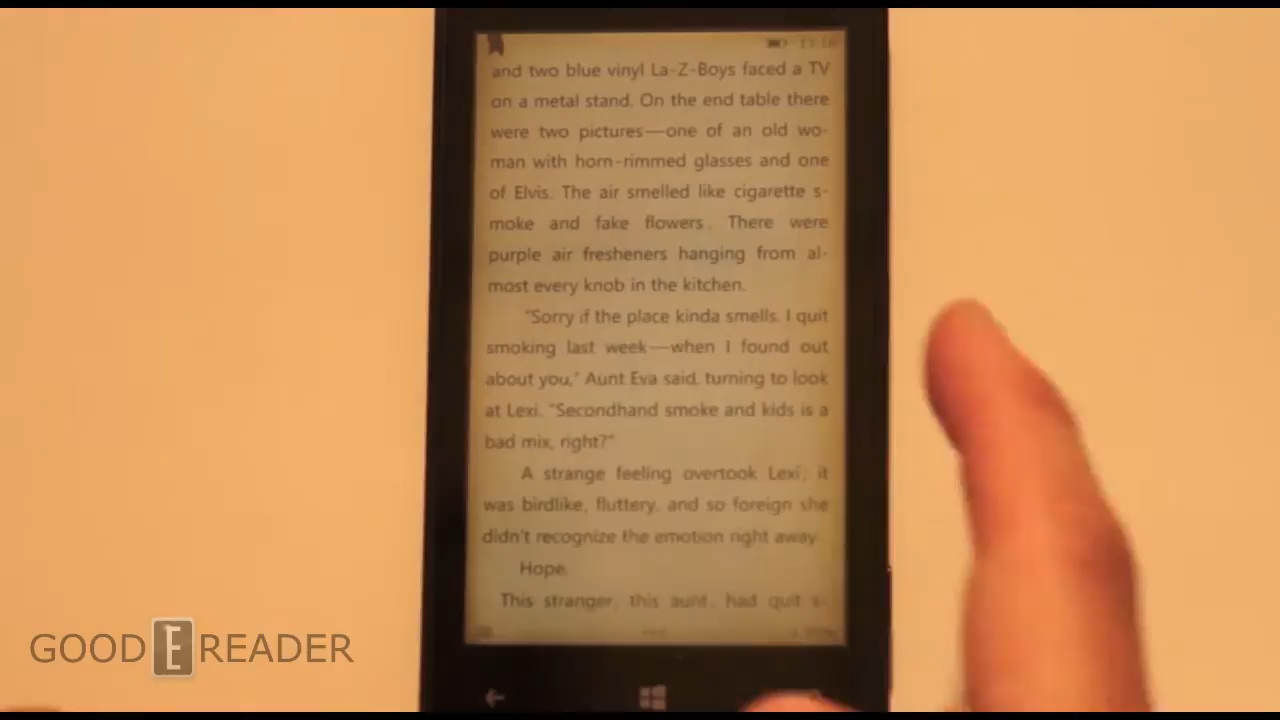 and two blue vinyl La-Z-Boys faced a TV
on a metal stand. On the end table there
were two pictures—one of an old wo-
man with horn-rimmed glasses and one
of Elvis. The air smelled like cigarette s-
moke and fake flowers. There were
purple air fresheners hanging from al-
most every knob in the kitchen.
"Sorry if the place kinda smells. I quit
smoking last week—when I found out
about you," Aunt Eva said, turning to look
at Lexi. "Secondhand smoke and kids is a
bad mix, right?"
A strange feeling overtook Lexi; it
was birdlike, fluttery, and so foreign she
didn't recognize the emotion right away.
Hope.
This stranger, this aunt, had quit s-
GOOD E READER